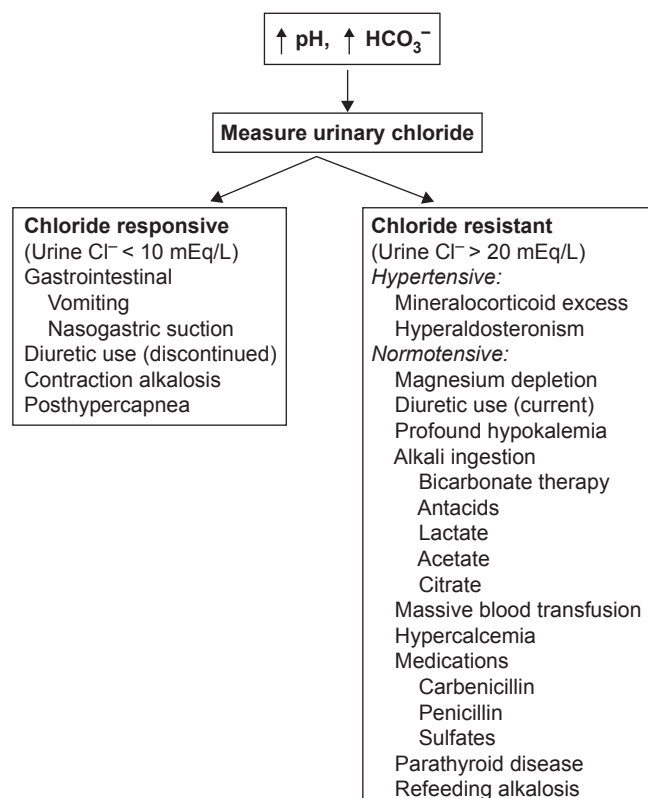 ↑ pH, ↑ HCO₃⁻
Measure urinary chloride
Chloride responsive
(Urine Cl⁻ < 10 mEq/L)
Gastrointestinal
Vomiting
Nasogastric suction
Diuretic use (discontinued)
Contraction alkalosis
Posthypercapnea
Chloride resistant
(Urine Cl⁻ > 20 mEq/L)
Hypertensive:
Mineralocorticoid excess
Hyperaldosteronism
Normotensive:
Magnesium depletion
Diuretic use (current)
Profound hypokalemia
Alkali ingestion
Bicarbonate therapy
Antacids
Lactate
Acetate
Citrate
Massive blood transfusion
Hypercalcemia
Medications
Carbenicillin
Penicillin
Sulfates
Parathyroid disease
Refeeding alkalosis